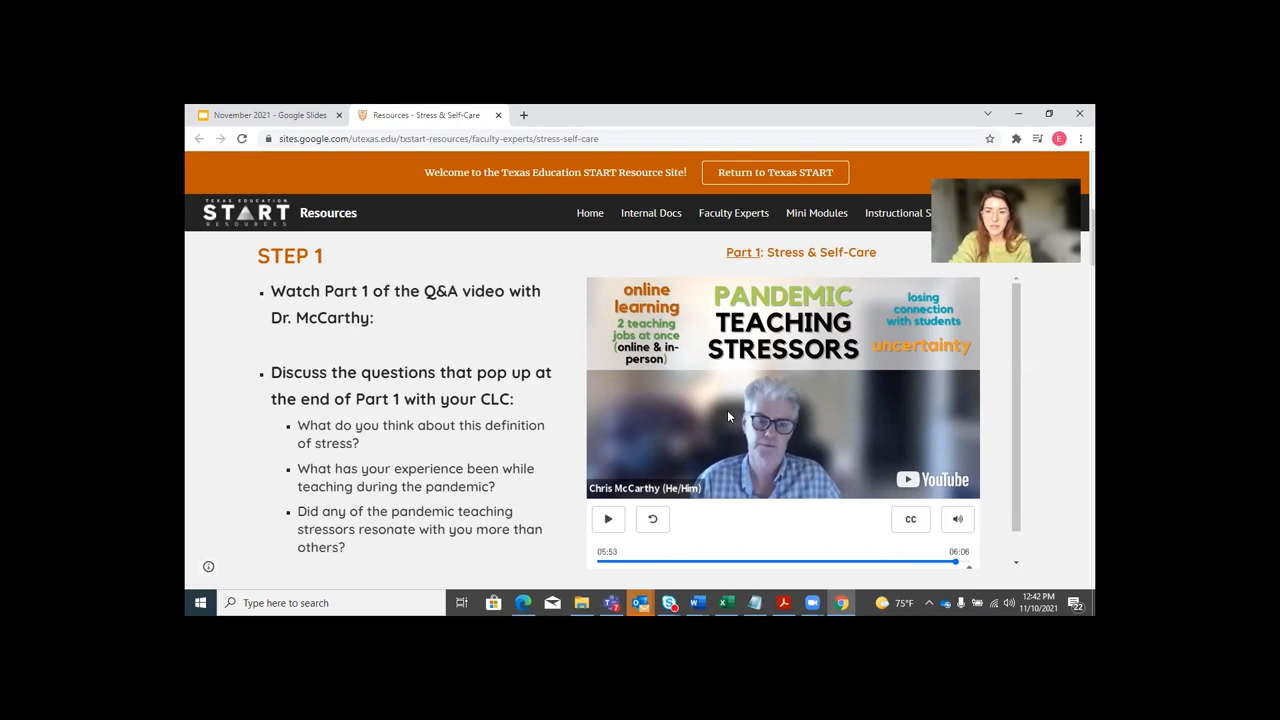 November 2021 - Google Slides
Resources - Stress & Self-Care
sites.google.com/utexas.edu/txstart-resources/faculty-experts/stress-self-care
E
Welcome to the Texas Education START Resource Site!
Return to Texas START
TEXAS EDUCATION
START
RESOURCES
Resources
Home
Internal Docs
Faculty Experts
Mini Modules
Instructional S
STEP 1
Watch Part 1 of the Q&A video with
Dr. McCarthy:
Discuss the questions that pop up at
the end of Part 1 with your CLC:
What do you think about this definition
of stress?
What has your experience been while
teaching during the pandemic?
Did any of the pandemic teaching
stressors resonate with you more than
others?
Part 1: Stress & Self-Care
online
learning
2 teaching
jobs at once
(online & in-
person)
PANDEMIC
TEACHING
STRESSORS
losing
connection
with students
uncertainty
Chris McCarthy (He/Him)
YouTube
CC
05:53
06:06
Type here to search
75°F
12:42 PM
11/10/2021
22